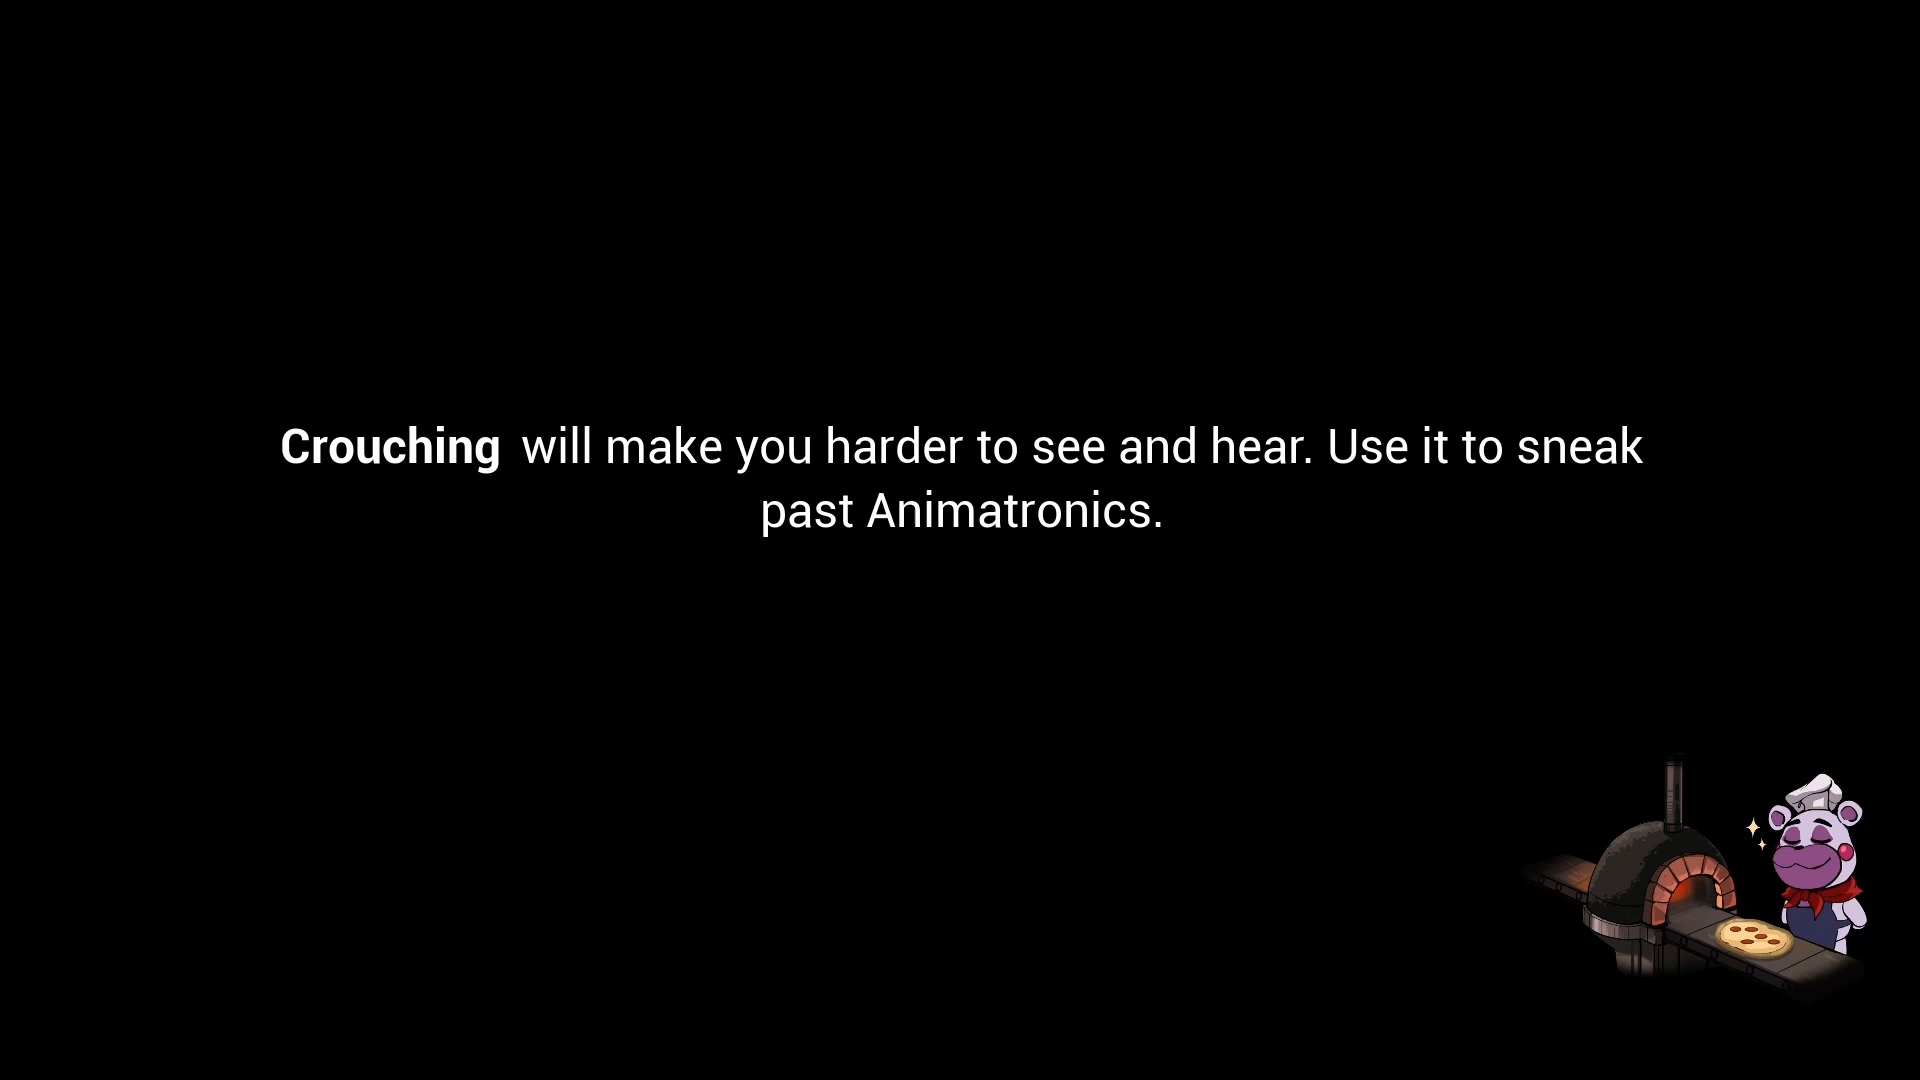 Crouching will make you harder to see and hear. Use it to sneak
past Animatronics.